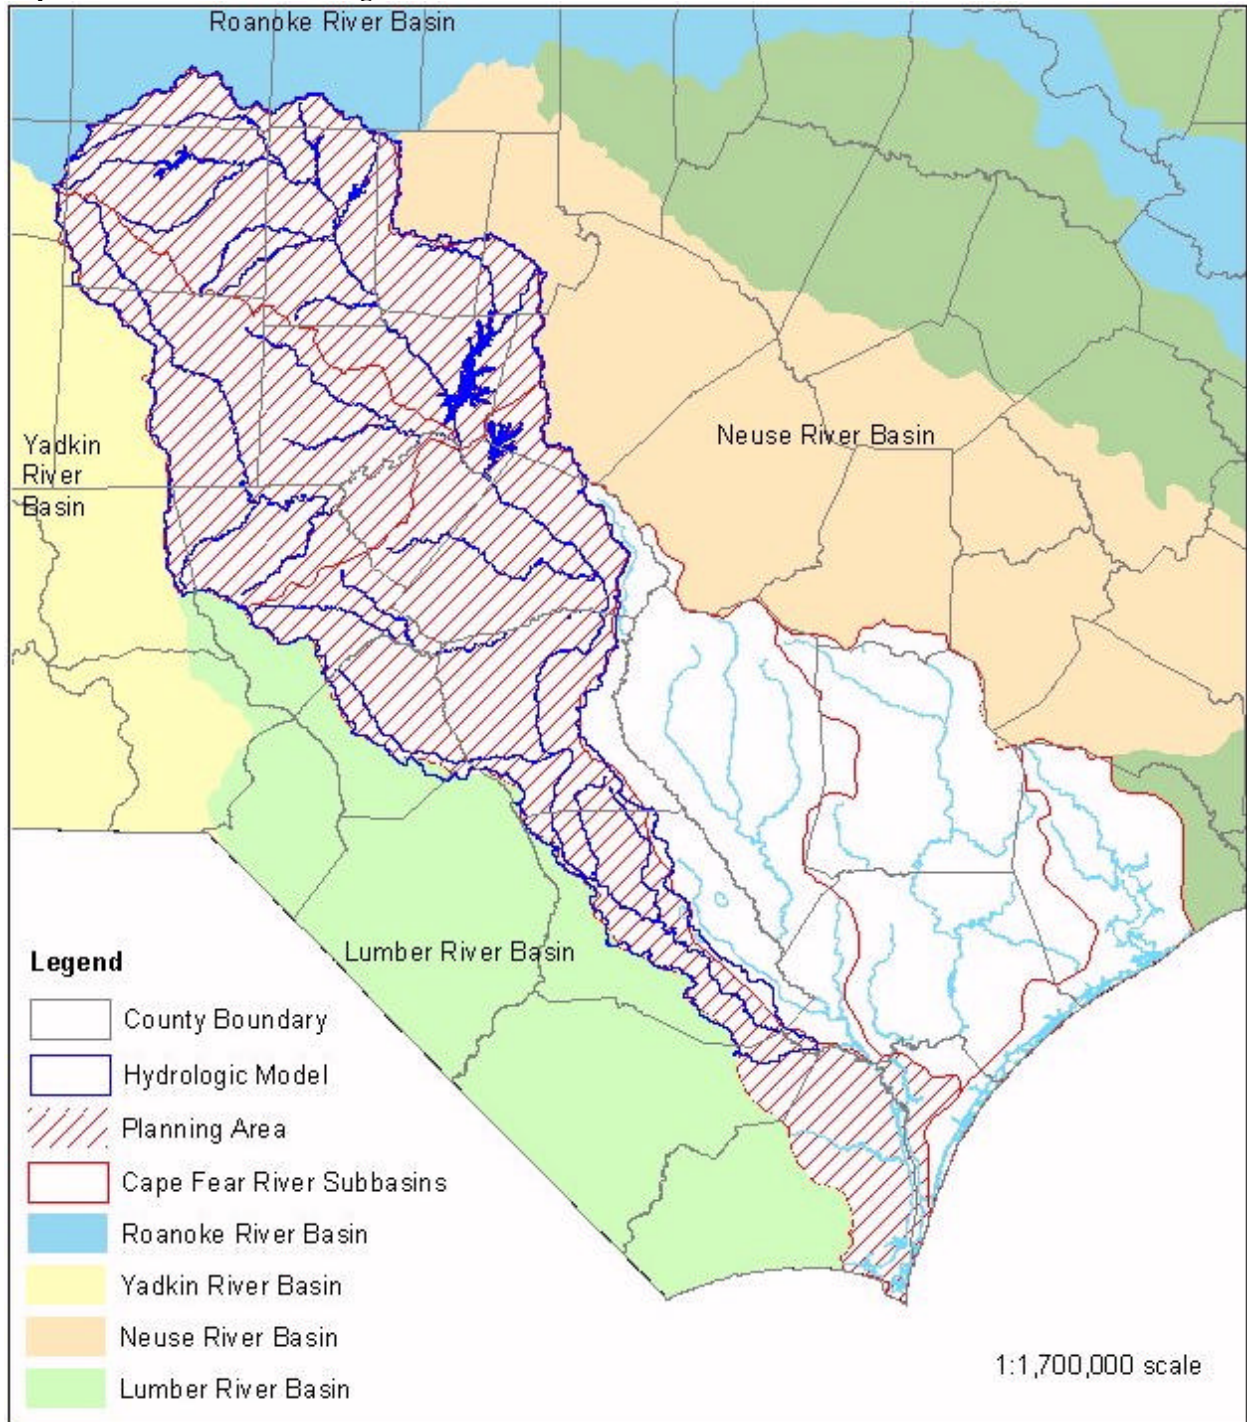 Roanoke River Basin
Neuse River Basin
Yadkin
River
Basin
Lumber River Basin
Legend
County Boundary
Hydrologic Model
Planning Area
Cape Fear River Subbasins
Roanoke River Basin
Yadkin River Basin
Neuse River Basin
Lumber River Basin
1:1,700,000 scale